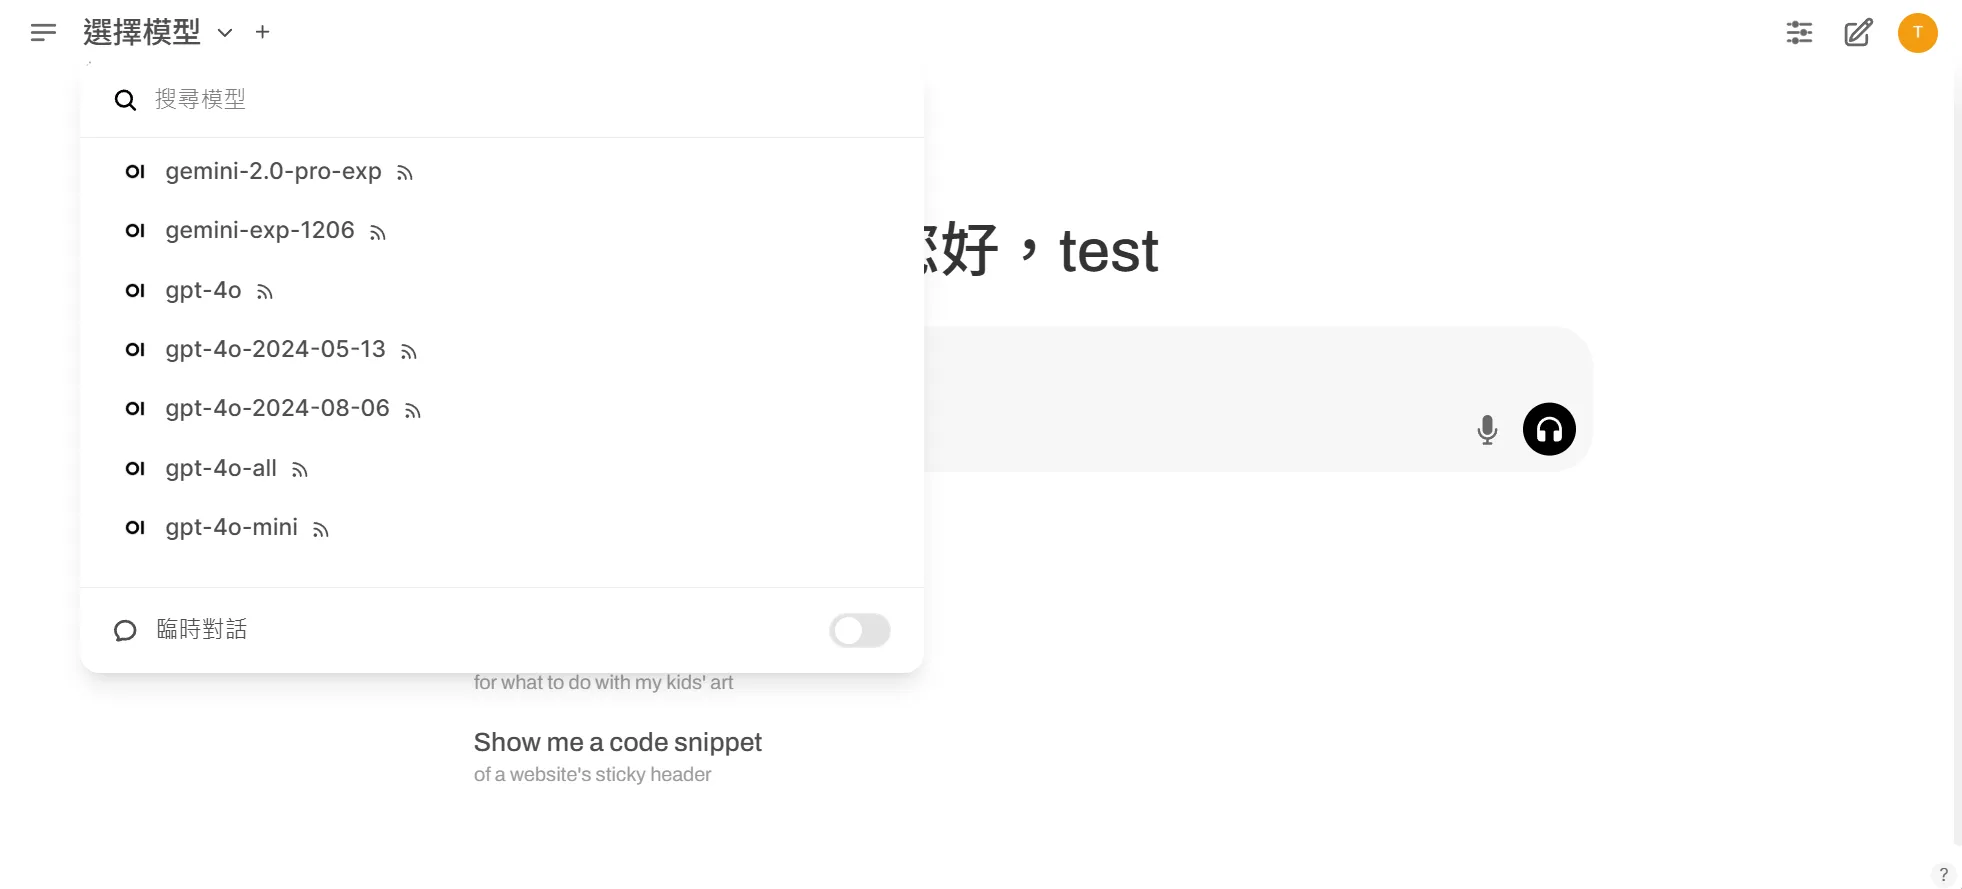 選擇模型
T
搜尋模型
OI gemini-2.0-pro-exp
OI gemini-exp-1206
OI gpt-4o
OI gpt-4o-2024-05-13
OI gpt-4o-2024-08-06
OI gpt-4o-all
OI gpt-4o-mini
臨時對話
好，test
for what to do with my kids' art
Show me a code snippet
of a website's sticky header
?